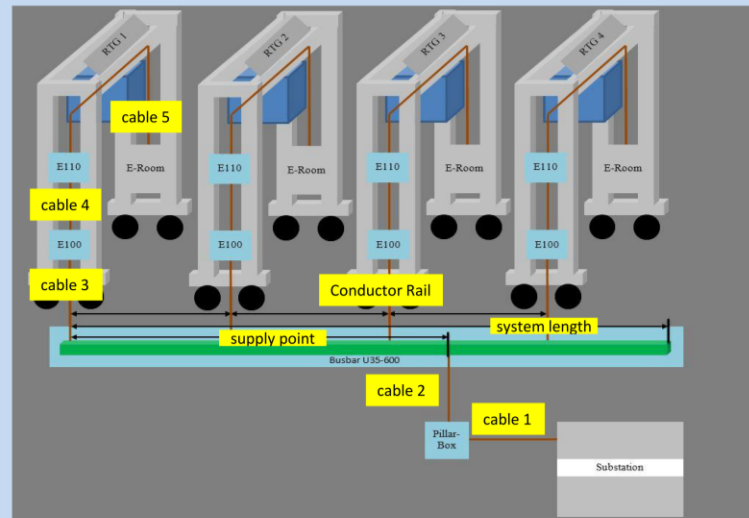 RTG 1
RTG 2
RTG 3
RTG 4
cable 5
E110
E-Room
E110
E-Room
E110
E-Room
E110
E-Room
cable 4
E100
E100
E100
E100
cable 3
Conductor Rail
system length
supply point
Busbar U35-600
cable 2
cable 1
Pillar-
Box
Substation